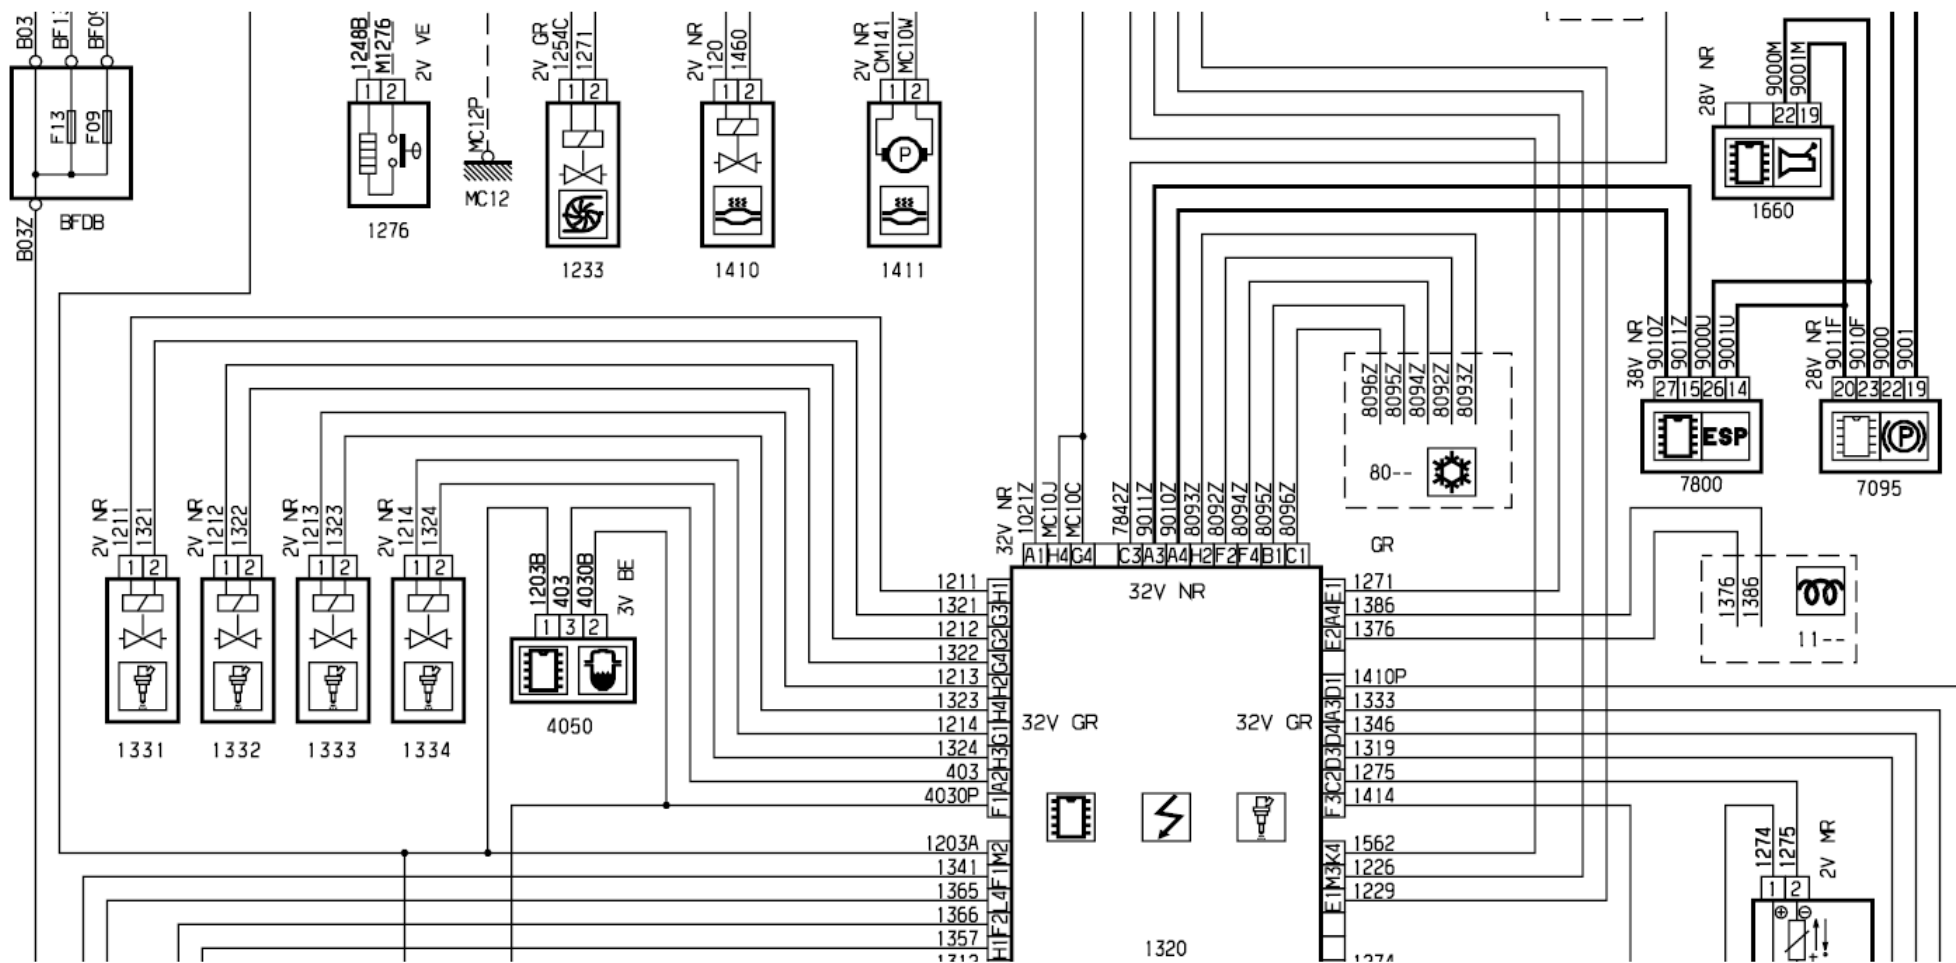 B03
F13
F09
B03Z
BFDB
1248B
M1276
2V VE
1 2
1276
MC12P
MC12
2V GR
1254C
1271
1 2
1233
2V NR
120
1460
1 2
1410
2V NR
CM141
MC10W
1 2
P
1411
28V NR
9000M
9001M
22 19
1660
38V NR
9010Z
9011Z
9000U
9001U
27 15 26 14
ESP
7800
28V NR
9011F
9010F
9000
9001
20 23 22 19
P
7095
8096Z
8095Z
8094Z
8092Z
8093Z
80--
2V NR
1211
1321
1 2
1331
2V NR
1212
1322
1 2
1332
2V NR
1213
1323
1 2
1333
2V NR
1214
1324
1 2
1334
1203B
403
4030B
3V BE
1 3 2
4050
32V NR
1021Z
MC10J
MC10C
7842Z
9011Z
9010Z
8093Z
8092Z
8094Z
8095Z
8096Z
A1 H4 G4 C3 A3 A4 H2 F2 F4 B1 C1
GR
32V NR
1211 H1
1321 G3
1212 G2
1322 G4
1213 H2
1323 H4
1214 G1
1324 H3
403 A2
4030P F1
1203A M2
1341 F1
1365 L4
1366 F2
1357 H1
1312
32V GR
32V GR
1320
E1 1271
A4 1386
E2 1376
D1 1410P
A3 1333
D4 1346
D3 1319
C2 1275
F3 1414
K4 1562
M3 1226
E1 1229
1274
1376
1386
11--
1274
1275
2V MR
1 2
+ −
+